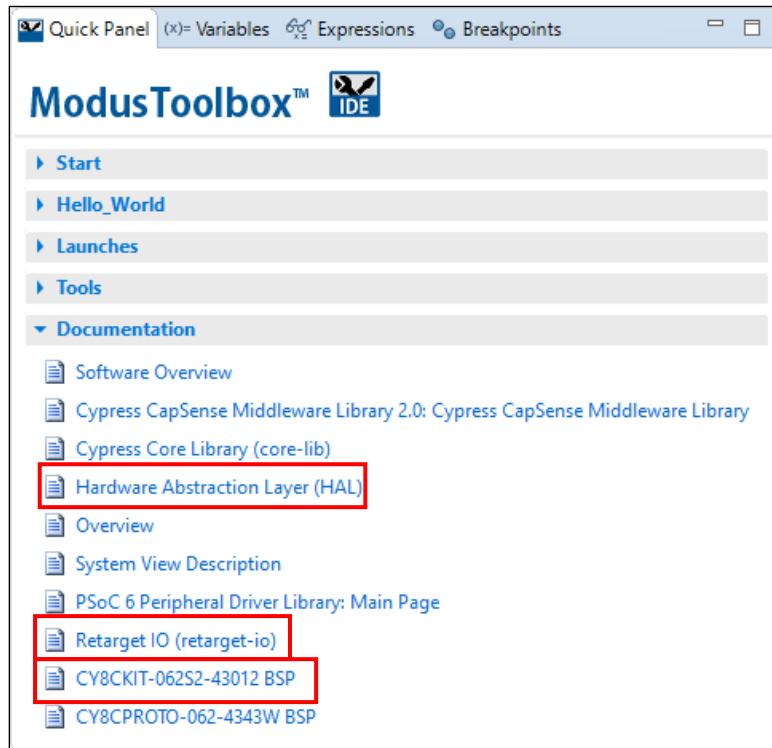 Quick Panel (x)= Variables Expressions Breakpoints
ModusToolbox™ IDE
Start
Hello_World
Launches
Tools
Documentation
Software Overview
Cypress CapSense Middleware Library 2.0: Cypress CapSense Middleware Library
Cypress Core Library (core-lib)
Hardware Abstraction Layer (HAL)
Overview
System View Description
PSoC 6 Peripheral Driver Library: Main Page
Retarget IO (retarget-io)
CY8CKIT-062S2-43012 BSP
CY8CPROTO-062-4343W BSP